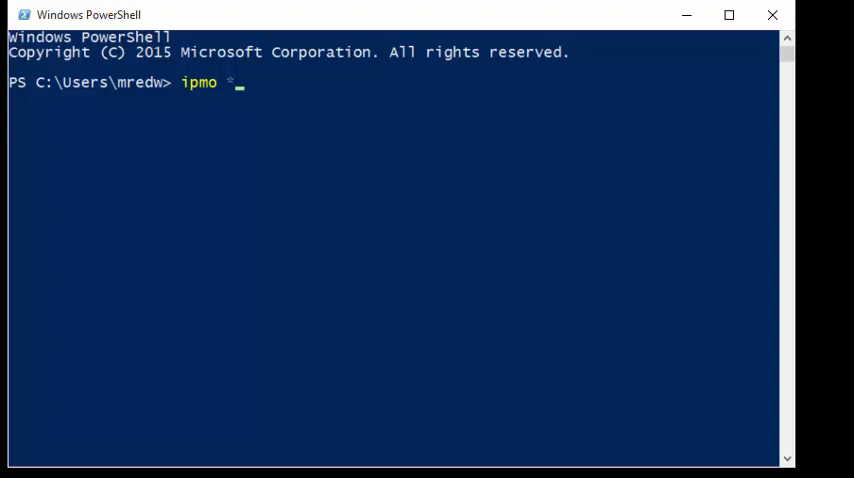 Windows PowerShell
Windows PowerShell
Copyright (C) 2015 Microsoft Corporation. All rights reserved.
PS C:\Users\mredw> ipmo *